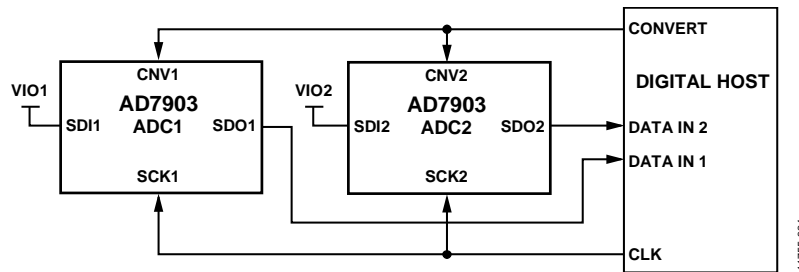 CONVERT
CNV1
CNV2
DIGITAL HOST
VIO1
VIO2
AD7903
AD7903
SDI1
ADC1
SDO1
SDI2
ADC2
SDO2
DATA IN 2
DATA IN 1
SCK1
SCK2
CLK